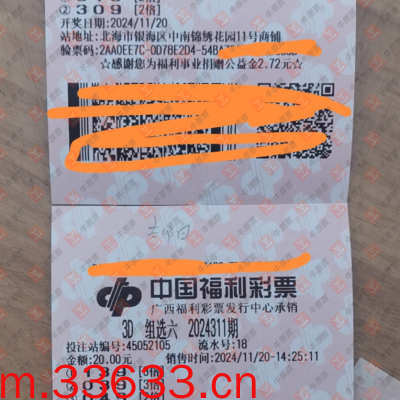 ② 309 [2倍]
开奖日期:2024/11/20
站地址:北海市银海区中南锦绣花园11号商铺
验票码:2AA0EE7C-0D78E2D4-548A
☆感谢您为福利事业捐赠公益金2.72元☆
中国福利彩票
广西福利彩票发行中心承销
3D 组选六 2024311期
投注站编号:45052105 流水号:18
金额:20.00元 销售时间:2024/11/20-14:25:11
m.33633.cn